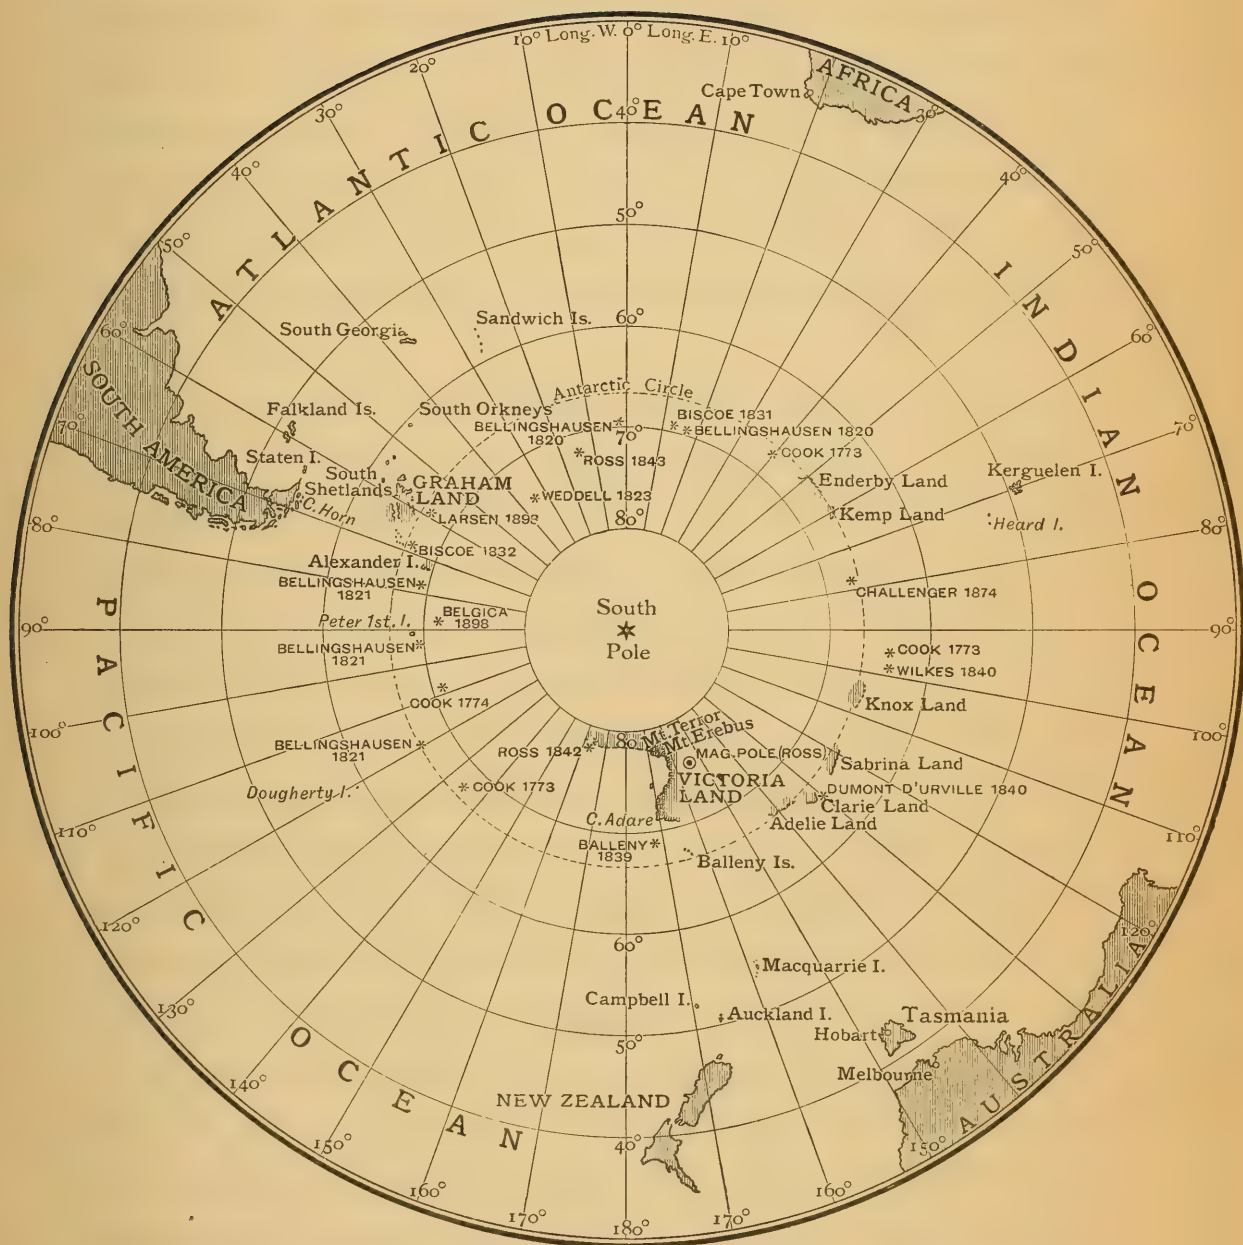 10° Long. W. 0° Long. E. 10°
20°
30°
40°
50°
60°
70°
80°
90°
100°
110°
120°
130°
140°
150°
160°
170°
180°
170°
160°
150°
120°
110°
100°
90°
80°
70°
60°
50°
40°
30°
AFRICA
Cape Town
ATLANTIC OCEAN
INDIAN OCEAN
PACIFIC OCEAN
40°
50°
60°
70°
80°
South Georgia
Sandwich Is.
Antarctic Circle
SOUTH AMERICA
Falkland Is.
South Orkneys
Staten I.
South
Shetlands
C. Horn
GRAHAM
LAND
BELLINGSHAUSEN
1820
BISCOE 1831
BELLINGSHAUSEN 1820
COOK 1773
ROSS 1843
WEDDELL 1823
LARSEN 1893
BISCOE 1832
Enderby Land
Kemp Land
Kerguelen I.
Heard I.
Alexander I.
BELLINGSHAUSEN
1821
Peter 1st. I.
BELGICA
1898
BELLINGSHAUSEN
1821
COOK 1774
South
Pole
CHALLENGER 1874
COOK 1773
WILKES 1840
Knox Land
BELLINGSHAUSEN
1821
Dougherty I.
COOK 1773
ROSS 1842
80°
Mt. Terror
Mt Erebus
MAG. POLE (ROSS)
VICTORIA
LAND
Sabrina Land
DUMONT D'URVILLE 1840
Clarie Land
Adelie Land
C. Adare
BALLENY
1839
Balleny Is.
60°
Macquarrie I.
Campbell I.
Auckland I.
50°
Tasmania
Hobart
Melbourne
AUSTRALIA
NEW ZEALAND
40°